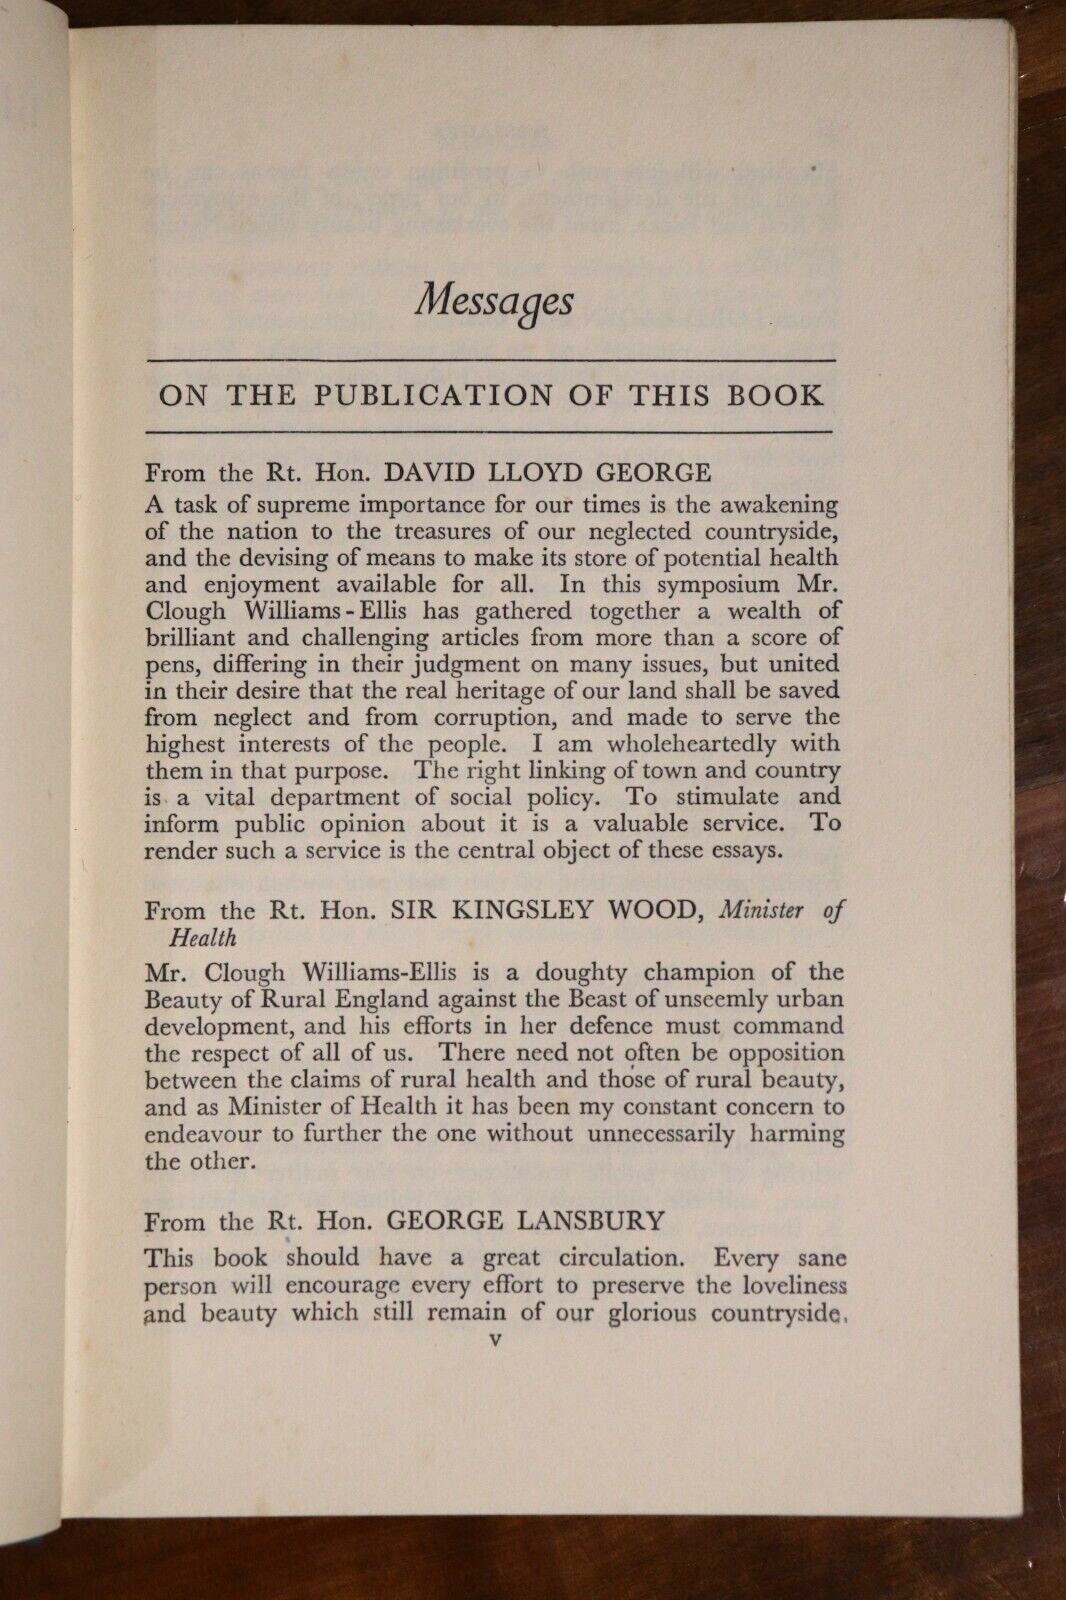 Messages
ON THE PUBLICATION OF THIS BOOK
From the Rt. Hon. DAVID LLOYD GEORGE
A task of supreme importance for our times is the awakening
of the nation to the treasures of our neglected countryside,
and the devising of means to make its store of potential health
and enjoyment available for all. In this symposium Mr.
Clough Williams-Ellis has gathered together a wealth of
brilliant and challenging articles from more than a score of
pens, differing in their judgment on many issues, but united
in their desire that the real heritage of our land shall be saved
from neglect and from corruption, and made to serve the
highest interests of the people. I am wholeheartedly with
them in that purpose. The right linking of town and country
is a vital department of social policy. To stimulate and
inform public opinion about it is a valuable service. To
render such a service is the central object of these essays.
From the Rt. Hon. SIR KINGSLEY WOOD, Minister of
Health
Mr. Clough Williams-Ellis is a doughty champion of the
Beauty of Rural England against the Beast of unseemly urban
development, and his efforts in her defence must command
the respect of all of us. There need not often be opposition
between the claims of rural health and those of rural beauty,
and as Minister of Health it has been my constant concern to
endeavour to further the one without unnecessarily harming
the other.
From the Rt. Hon. GEORGE LANSBURY
This book should have a great circulation. Every sane
person will encourage every effort to preserve the loveliness
and beauty which still remain of our glorious countryside.
v